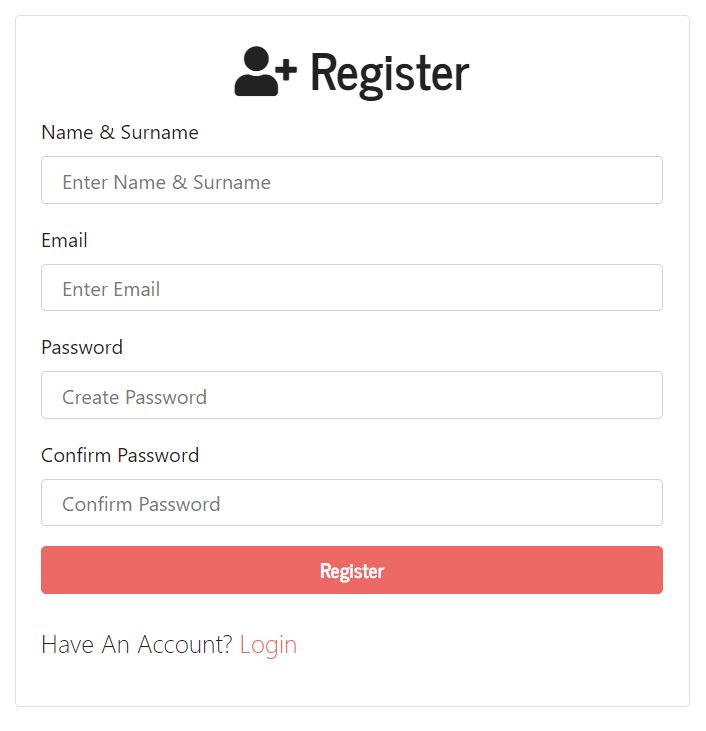 Register
Name & Surname
Enter Name & Surname
Email
Enter Email
Password
Create Password
Confirm Password
Confirm Password
Register
Have An Account? Login